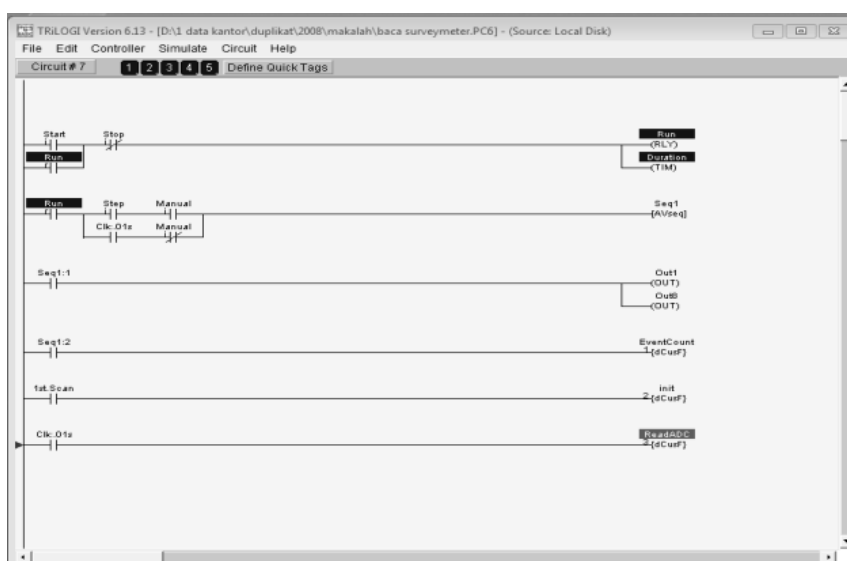 TRiLOGI Version 6.13 - [D:\1 data kantor\duplikat\2008\makalah\baca surveymeter.PC6] - (Source: Local Disk)
File Edit Controller Simulate Circuit Help
Circuit # 7 1 2 3 4 5 Define Quick Tags
Start Stop Run
(RLY)
Run Duration
(TIM)
Run Step Manual Seq1
[AVseq]
Clk:.01s Manual
Seq1:1 Out1
(OUT)
Out8
(OUT)
Seq1:2 EventCount
1{dCusF}
1st.Scan init
2{dCusF}
Clk:.01s ReadADC
3{dCusF}